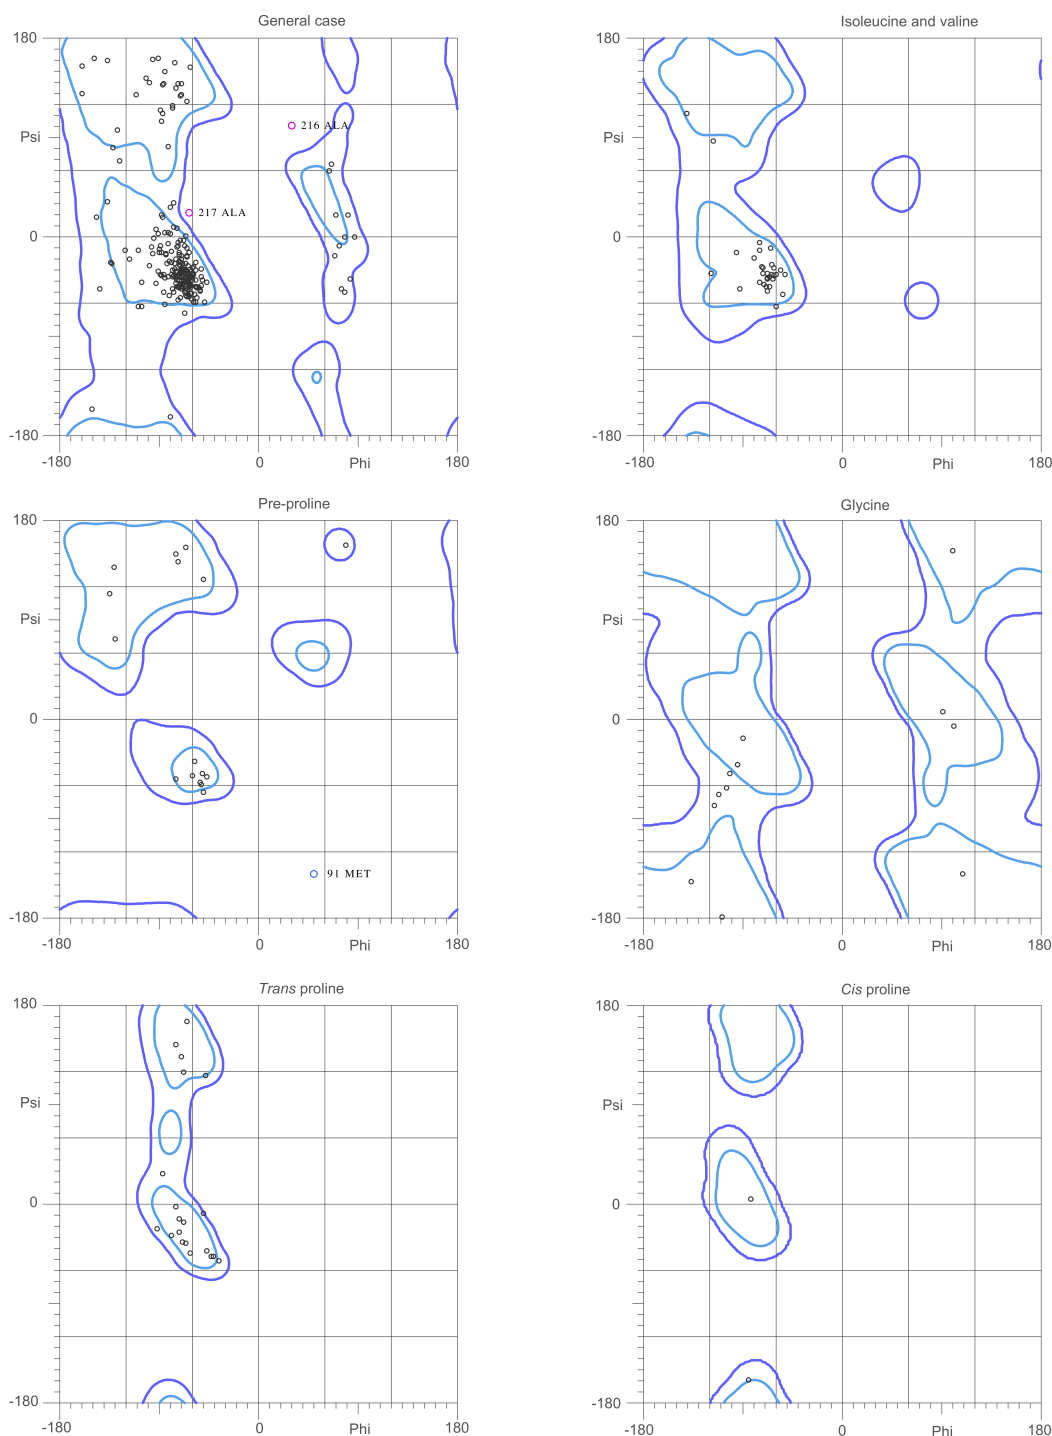 General case
180
Psi
0
-180
-180
0
Phi
180
216 ALA
217 ALA
Isoleucine and valine
180
Psi
0
-180
-180
0
Phi
180
Pre-proline
180
Psi
0
-180
-180
0
Phi
180
91 MET
Glycine
180
Psi
0
-180
-180
0
Phi
180
Trans proline
180
Psi
0
-180
-180
0
Phi
180
Cis proline
180
Psi
0
-180
-180
0
Phi
180